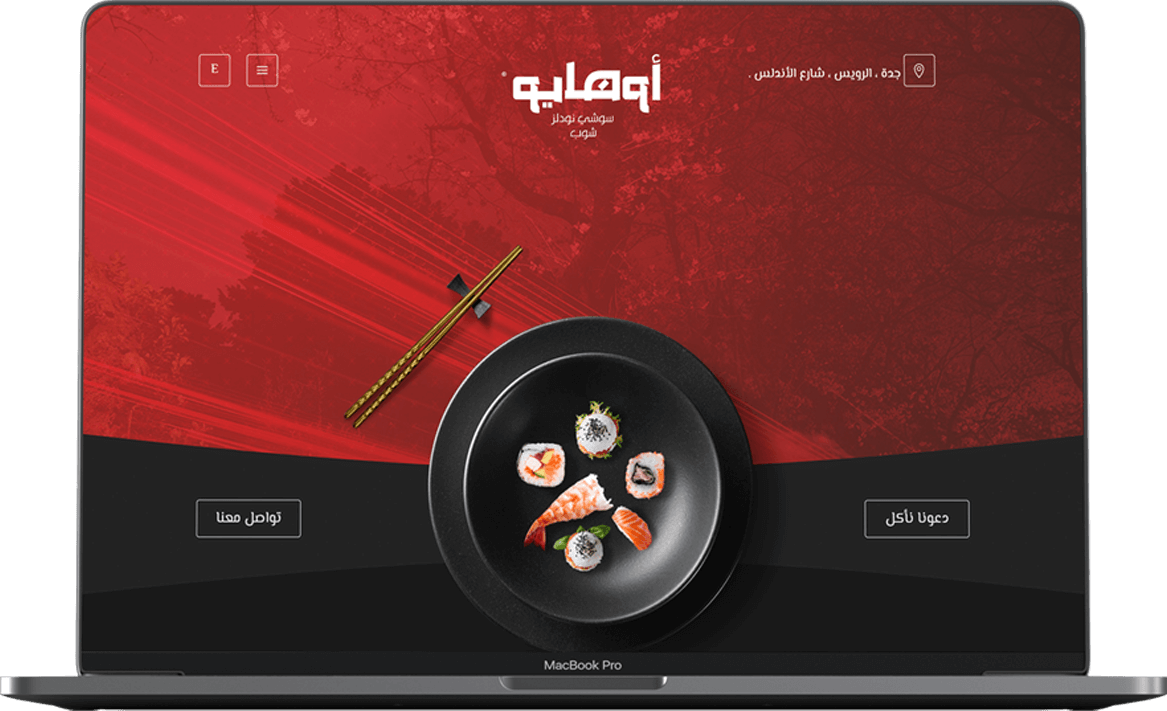 جدة ، الرويس ، شارع الأندلس .
أوهايو
سوشي نودلز
شوب
E
دعونا نأكل
تواصل معنا
MacBook Pro